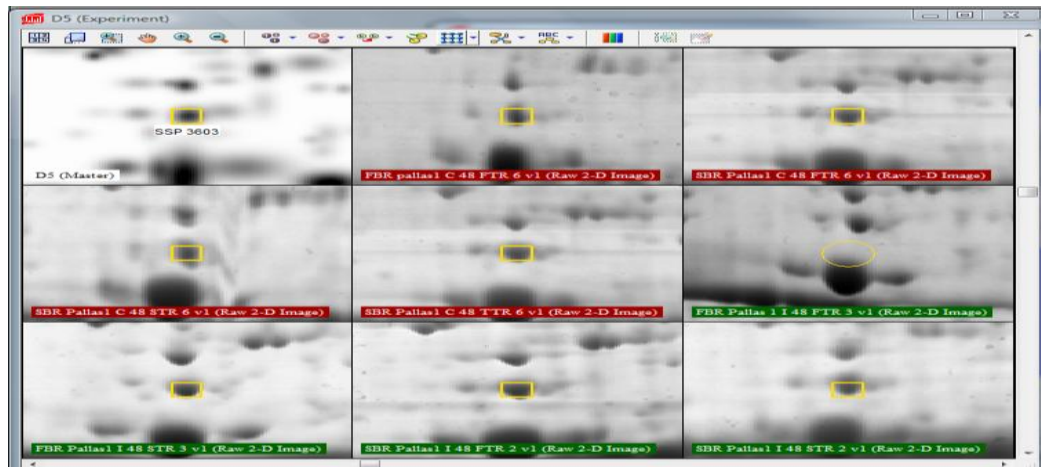 D5 (Experiment)
SSP 3603
D5 (Master)
FBR pallas1 C 48 FTR 6 v1 (Raw 2-D Image)
SBR Pallas1 C 48 FTR 6 v1 (Raw 2-D Image)
SBR Pallas1 C 48 STR 6 v1 (Raw 2-D Image)
SBR Pallas1 C 48 TTR 6 v1 (Raw 2-D Image)
FBR Pallas 1 I 48 FTR 3 v1 (Raw 2-D Image)
FBR Pallas1 I 48 STR 3 v1 (Raw 2-D Image)
SBR Pallas1 I 48 FTR 2 v1 (Raw 2-D Image)
SBR Pallas1 I 48 STR 2 v1 (Raw 2-D Image)